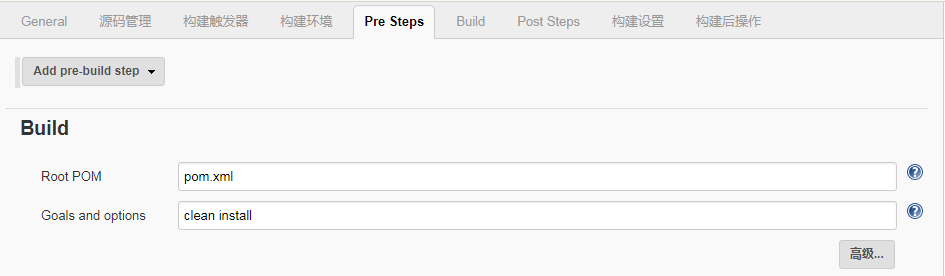 General 源码管理 构建触发器 构建环境 Pre Steps Build Post Steps 构建设置 构建后操作
Add pre-build step
Build
Root POM pom.xml
Goals and options clean install
高级...